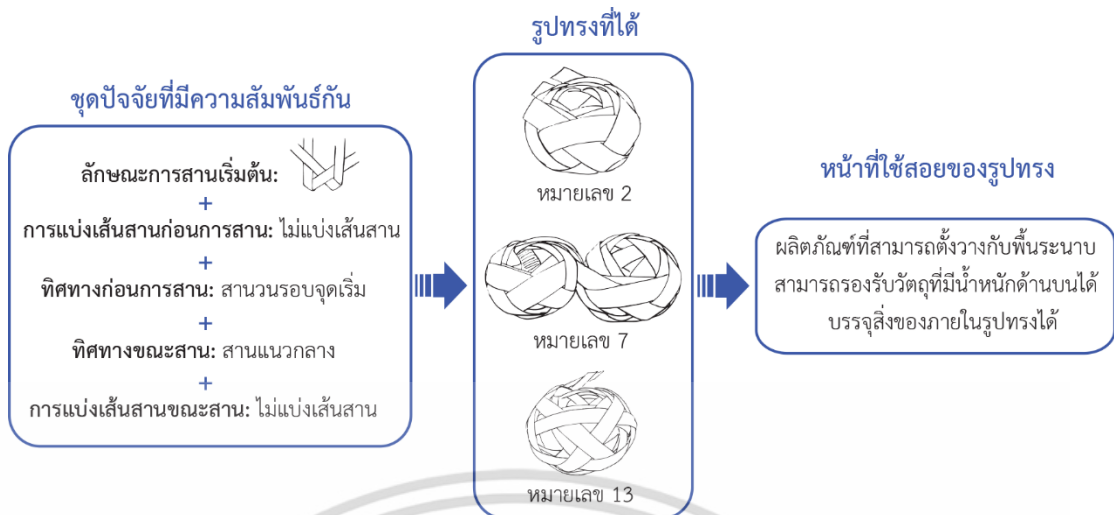 ชุดปัจจัยที่มีความสัมพันธ์กัน
ลักษณะการสานเริ่มต้น:
+
การแบ่งเส้นสานก่อนการสาน: ไม่แบ่งเส้นสาน
+
ทิศทางก่อนการสาน: สานวนรอบจุดเริ่ม
+
ทิศทางขณะสาน: สานแนวกลาง
+
การแบ่งเส้นสานขณะสาน: ไม่แบ่งเส้นสาน
รูปทรงที่ได้
หมายเลข 2
หมายเลข 7
หมายเลข 13
หน้าที่ใช้สอยของรูปทรง
ผลิตภัณฑ์ที่สามารถตั้งวางกับพื้นระนาบ
สามารถรองรับวัตถุที่มีน้ำหนักด้านบนได้
บรรจุสิ่งของภายในรูปทรงได้